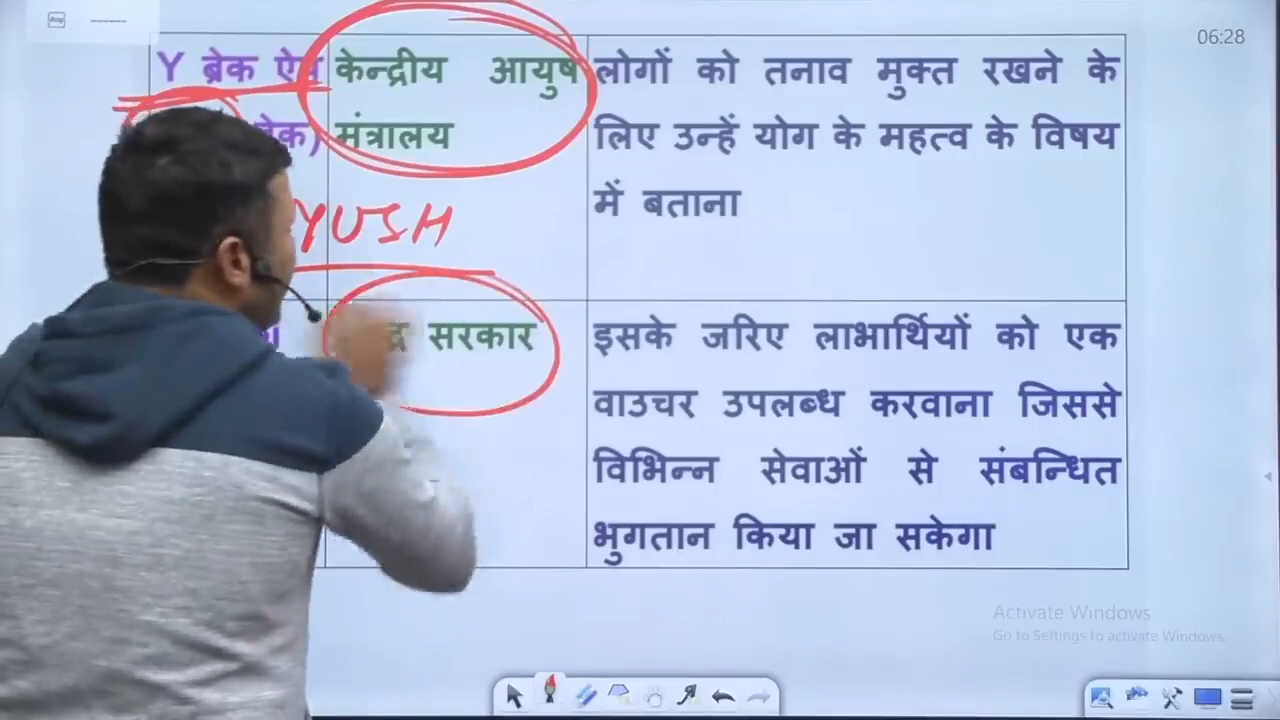 06:28
Y ब्रेक ऐप केन्द्रीय आयुष लोगों को तनाव मुक्त रखने के
ब्रेक) मंत्रालय लिए उन्हें योग के महत्व के विषय
में बताना
YUSH
सरकार इसके जरिए लाभार्थियों को एक
वाउचर उपलब्ध करवाना जिससे
विभिन्न सेवाओं से संबन्धित
भुगतान किया जा सकेगा
Activate Windows
Go to Settings to activate Windows.